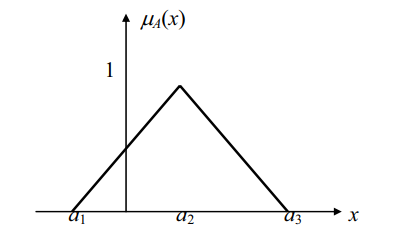 μA(x)
1
a1 a2 a3 x